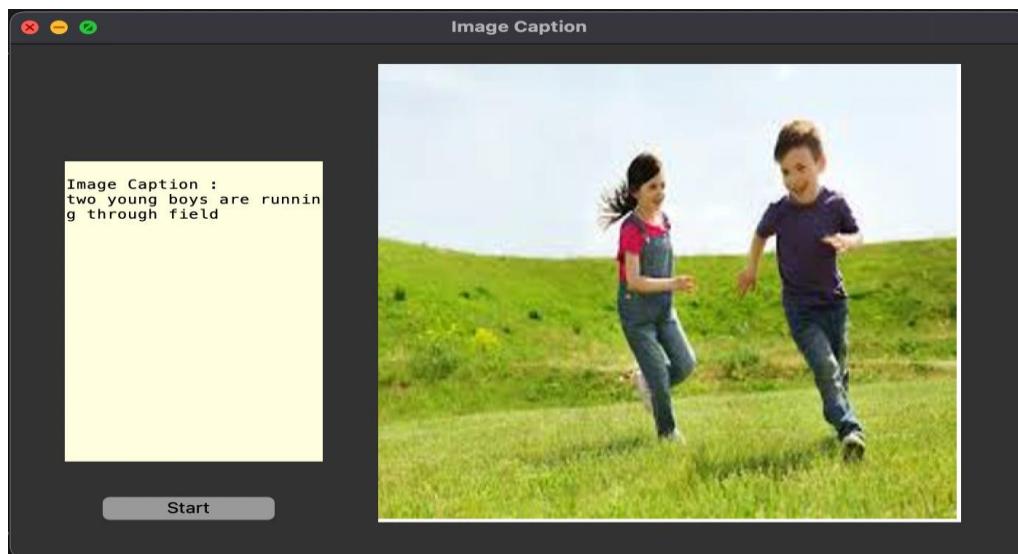 Image Caption
Image Caption :
two young boys are runnin
g through field
Start